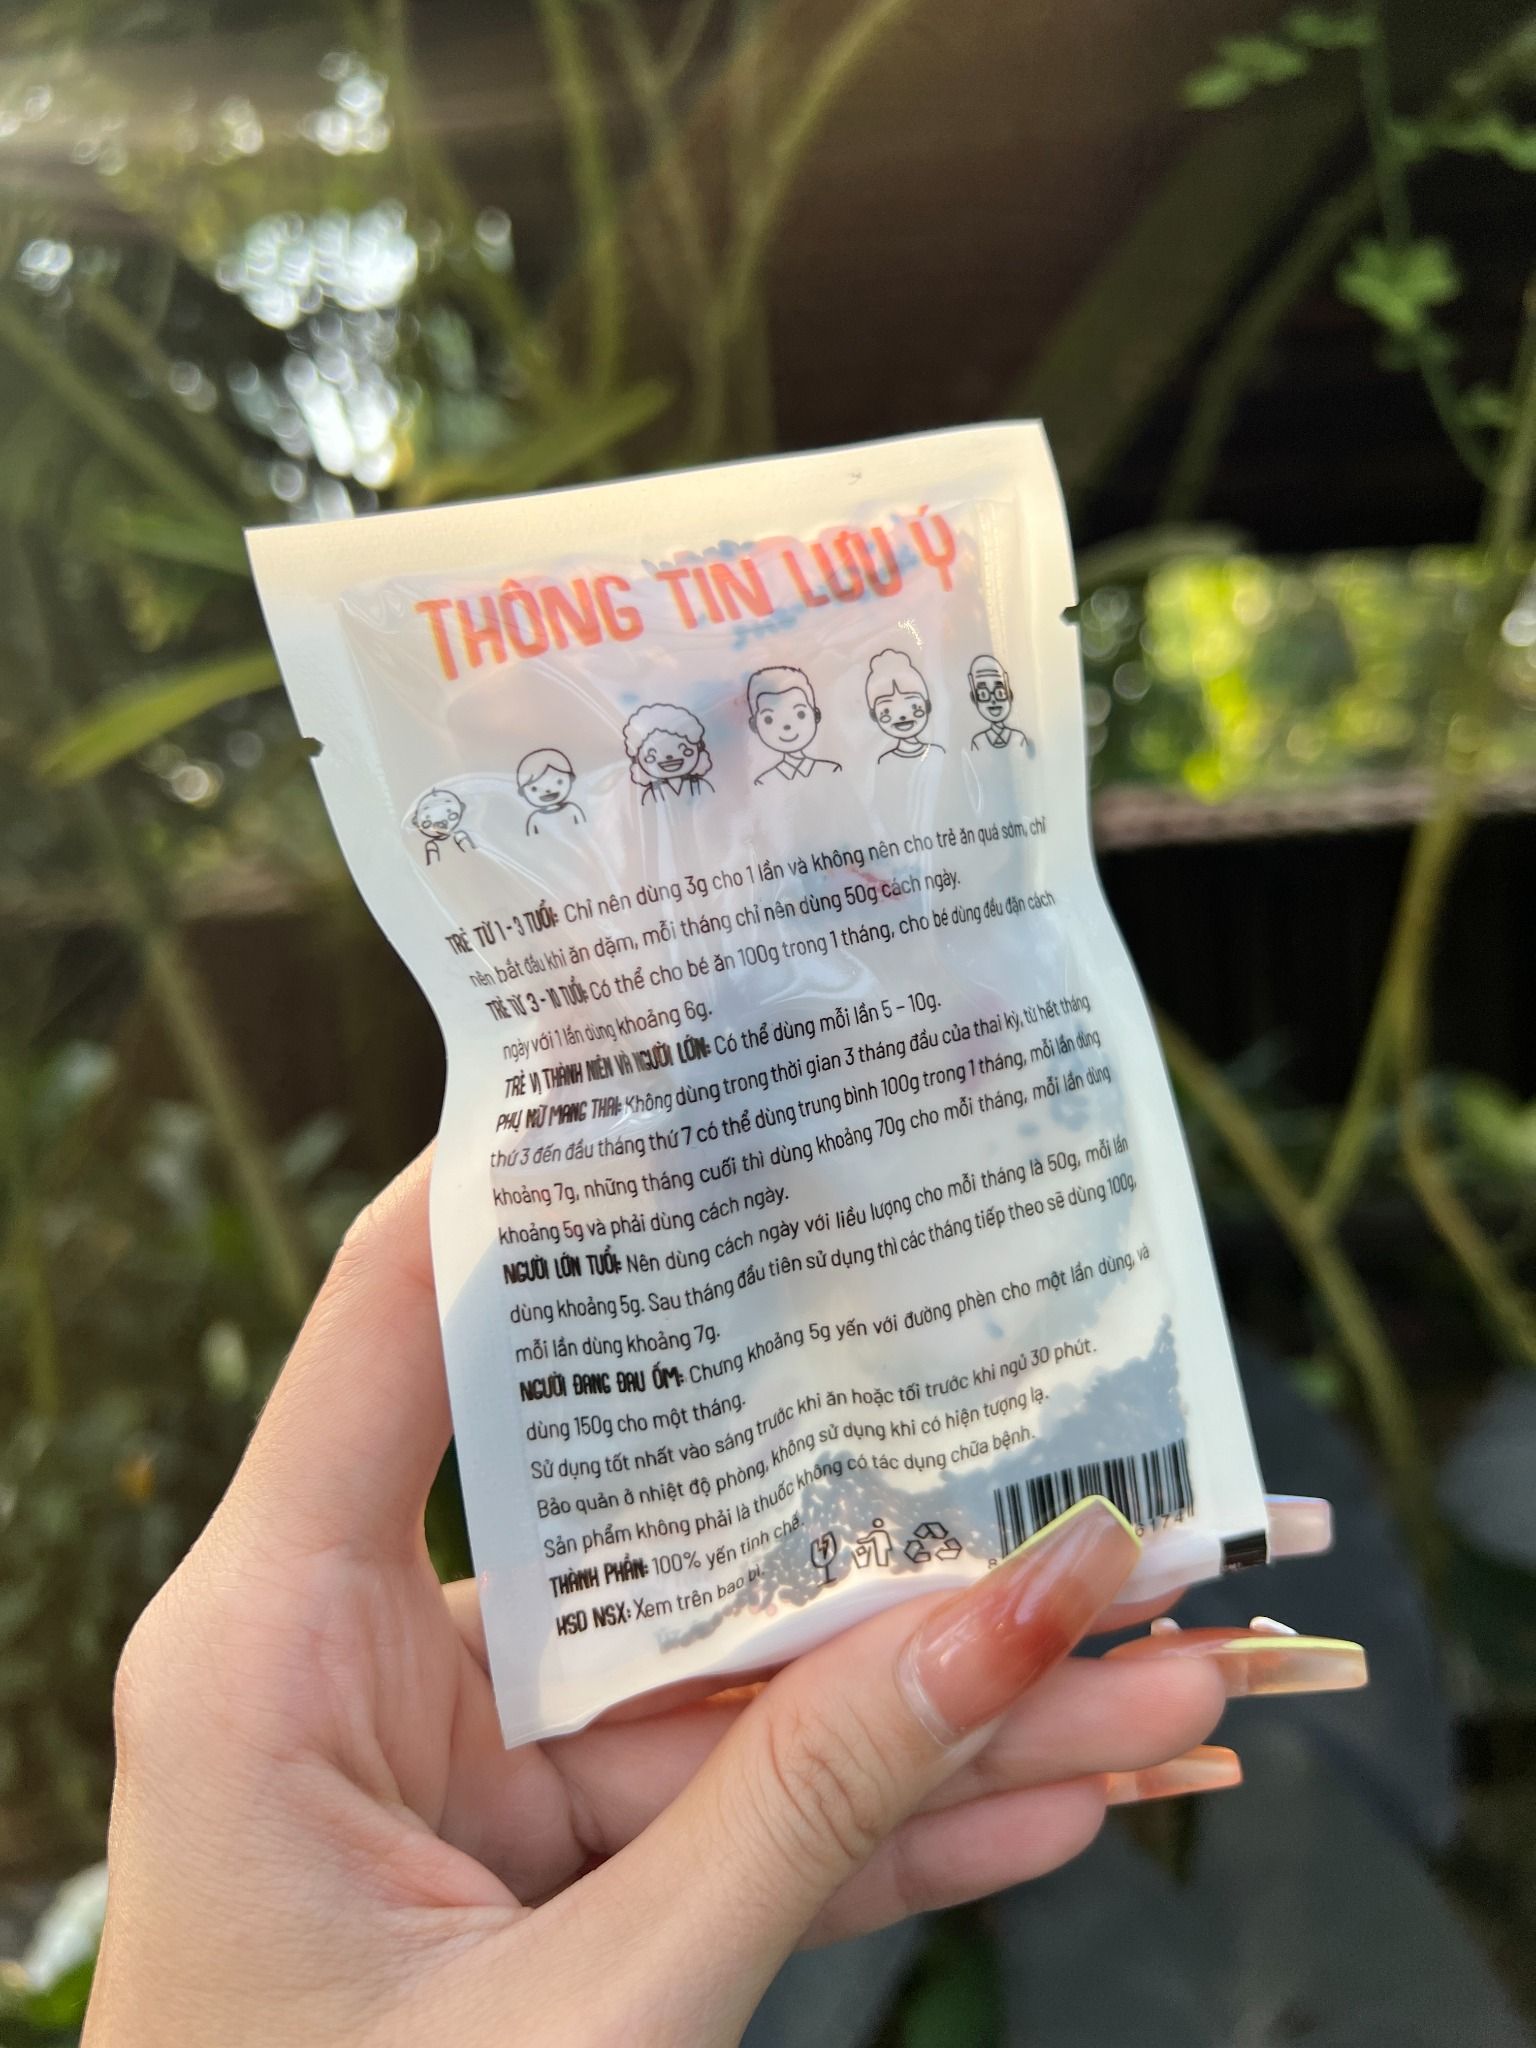 THÔNG TIN LƯU Ý
TRẺ TỪ 1 - 3 TUỔI: Chỉ nên dùng 3g cho 1 lần và không nên cho trẻ ăn quá sớm, chỉ
nên bắt đầu khi ăn dặm, mỗi tháng chỉ nên dùng 50g cách ngày.
TRẺ TỪ 3 - 10 TUỔI: Có thể cho bé ăn 100g trong 1 tháng, cho bé dùng đều đặn cách
ngày với 1 lần dùng khoảng 6g.
TRẺ VỊ THÀNH NIÊN VÀ NGƯỜI LỚN: Có thể dùng mỗi lần 5 – 10g.
PHỤ NỮ MANG THAI: Không dùng trong thời gian 3 tháng đầu của thai kỳ, từ hết tháng
thứ 3 đến đầu tháng thứ 7 có thể dùng trung bình 100g trong 1 tháng, mỗi lần dùng
khoảng 7g, những tháng cuối thì dùng khoảng 70g cho mỗi tháng, mỗi lần dùng
khoảng 5g và phải dùng cách ngày.
NGƯỜI LỚN TUỔI: Nên dùng cách ngày với liều lượng cho mỗi tháng là 50g, mỗi lần
dùng khoảng 5g. Sau tháng đầu tiên sử dụng thì các tháng tiếp theo sẽ dùng 100g,
mỗi lần dùng khoảng 7g.
NGƯỜI ĐANG ĐAU ỐM: Chưng khoảng 5g yến với đường phèn cho một lần dùng, và
dùng 150g cho một tháng.
Sử dụng tốt nhất vào sáng trước khi ăn hoặc tối trước khi ngủ 30 phút.
Bảo quản ở nhiệt độ phòng, không sử dụng khi có hiện tượng lạ.
Sản phẩm không phải là thuốc không có tác dụng chữa bệnh.
THÀNH PHẦN: 100% yến tinh chế.
HSD NSX: Xem trên bao bì.
8 6174